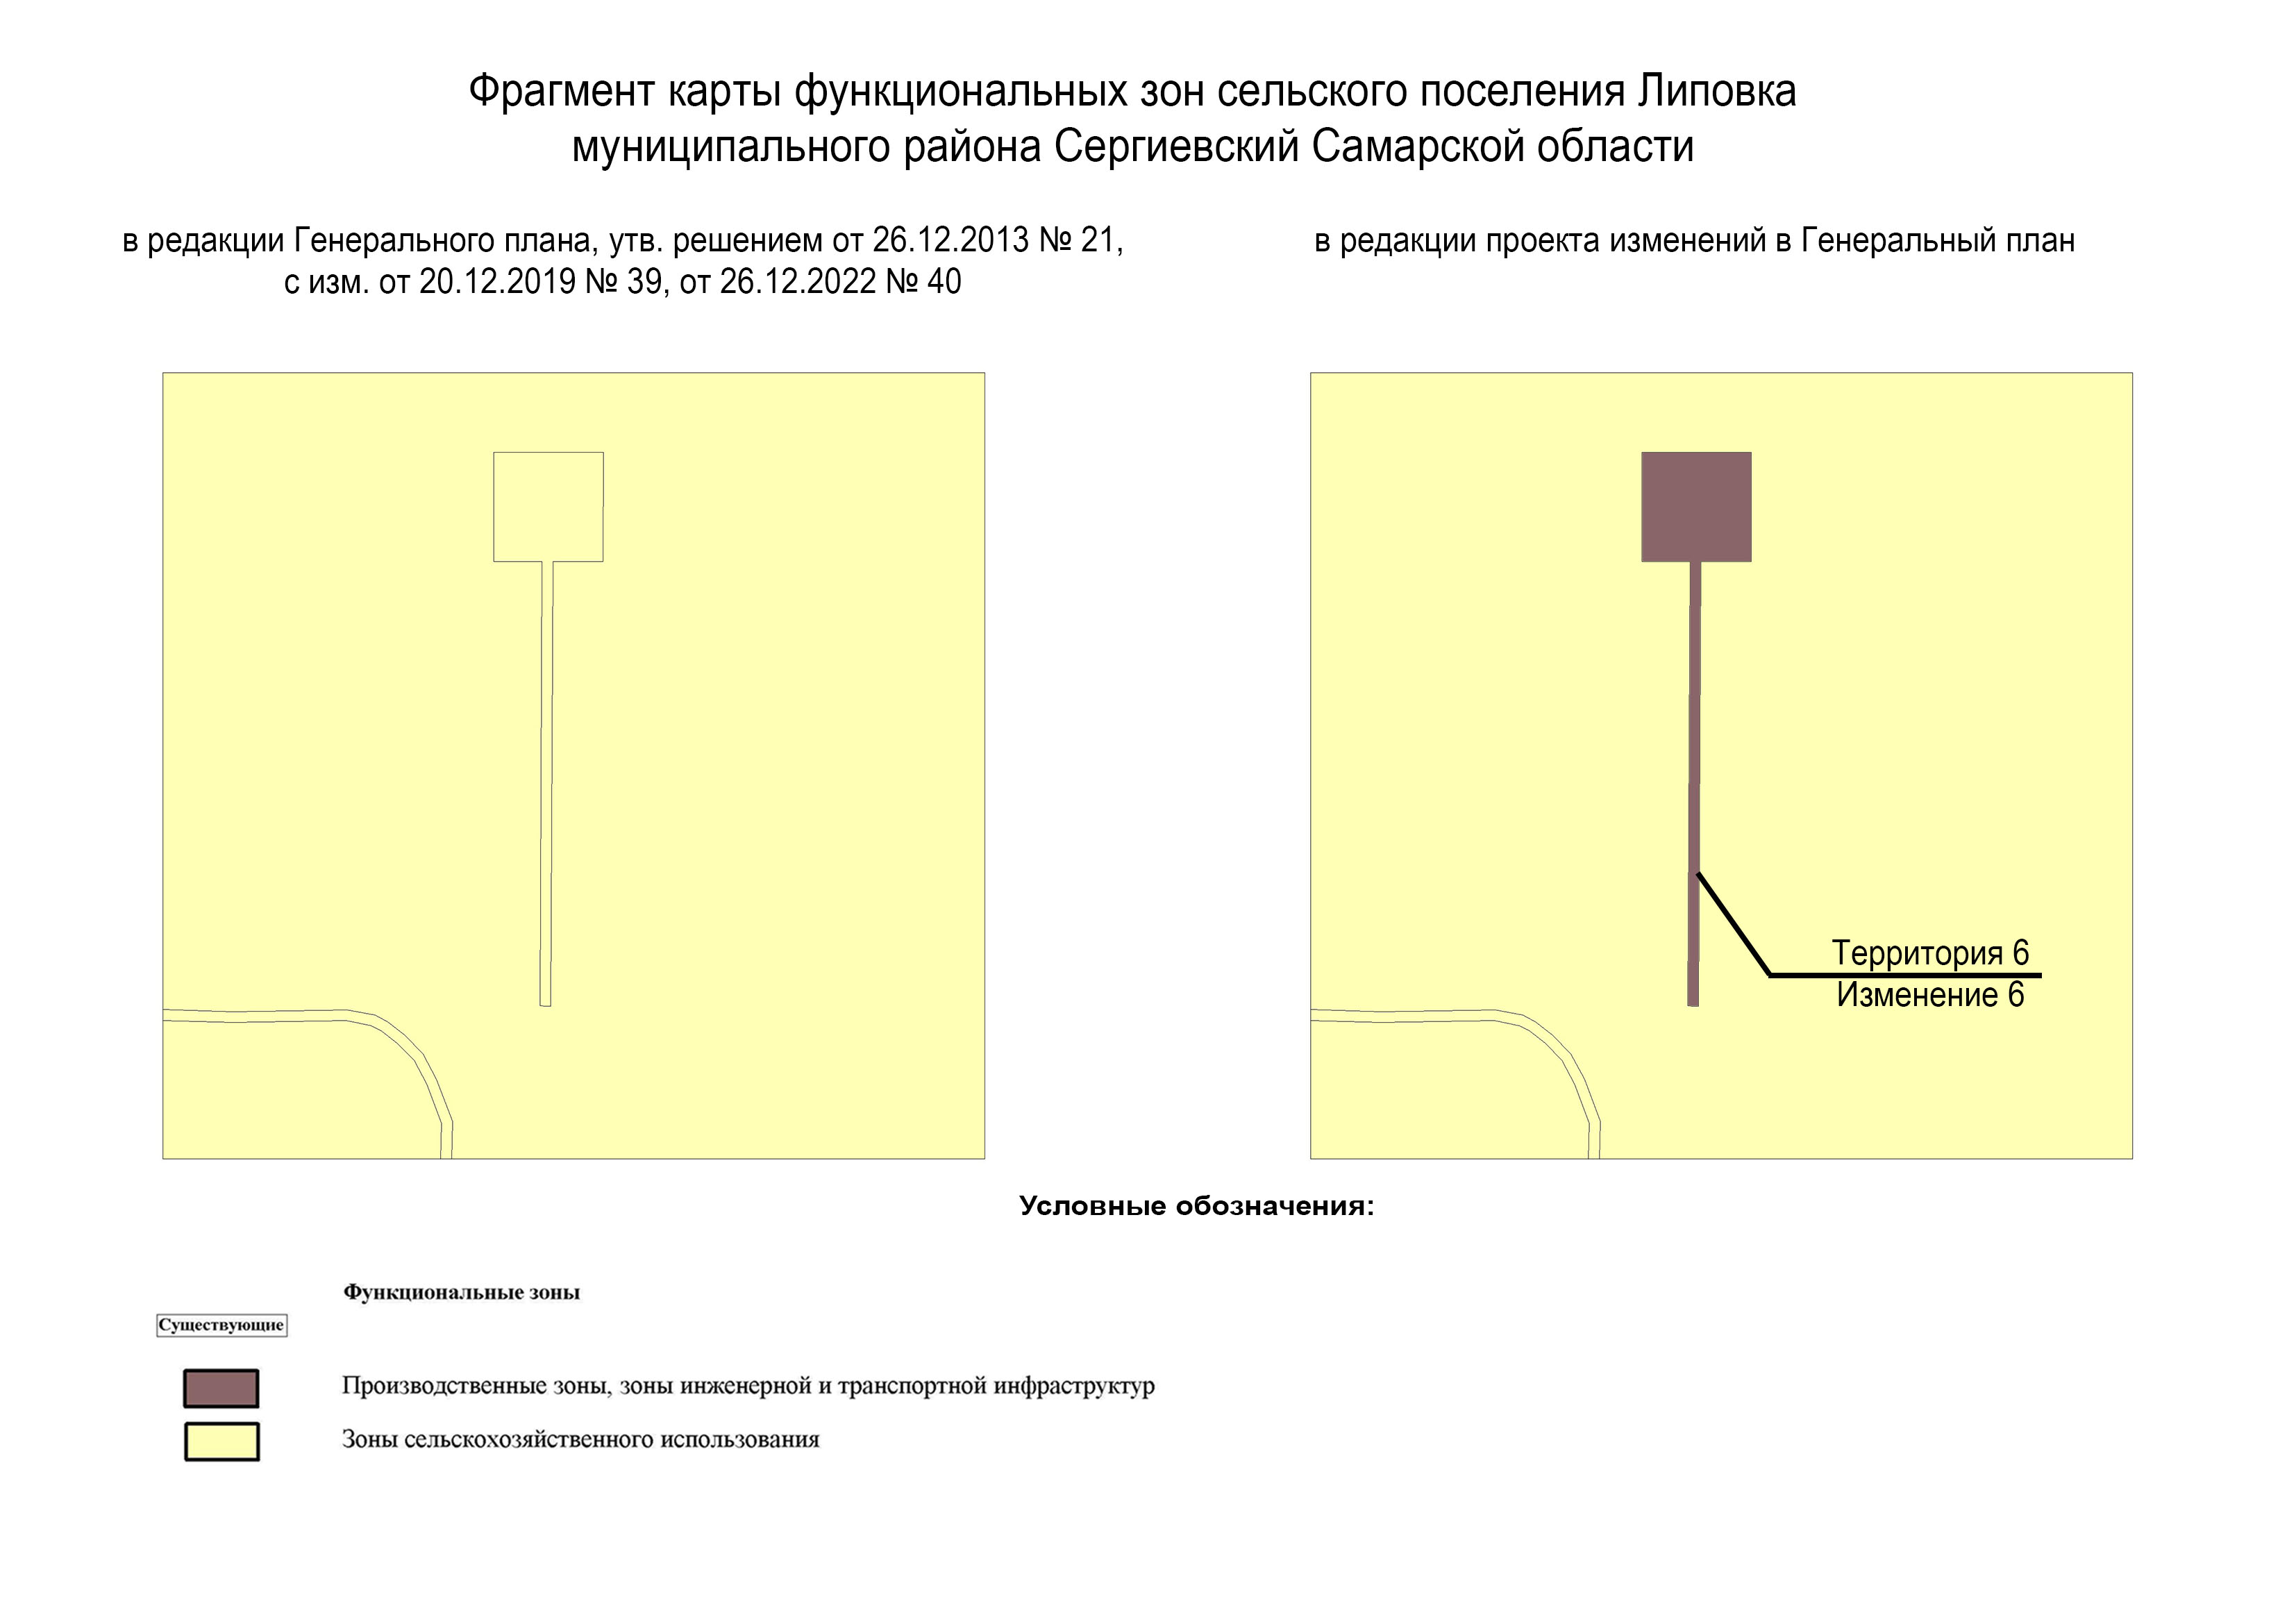 Фрагмент карты функциональных зон сельского поселения Липовка
муниципального района Сергиевский Самарской области
в редакции Генерального плана, утв. решением от 26.12.2013 № 21,
с изм. от 20.12.2019 № 39, от 26.12.2022 № 40
в редакции проекта изменений в Генеральный план
Территория 6
Изменение 6
Условные обозначения:
Функциональные зоны
Существующие
Производственные зоны, зоны инженерной и транспортной инфраструктур
Зоны сельскохозяйственного использования